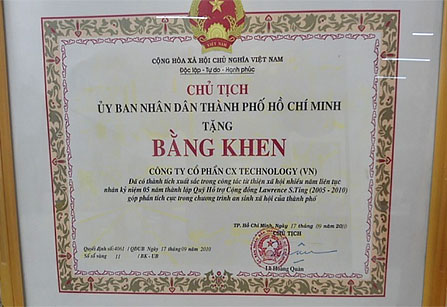 VIỆT NAM
CỘNG HÒA XÃ HỘI CHỦ NGHĨA VIỆT NAM
Độc lập - Tự do - Hạnh phúc
CHỦ TỊCH
ỦY BAN NHÂN DÂN THÀNH PHỐ HỒ CHÍ MINH
TẶNG
BẰNG KHEN
CÔNG TY CỔ PHẦN CX TECHNOLOGY (VN)
Đã có thành tích xuất sắc trong công tác từ thiện xã hội nhiều năm liên tục
nhân kỷ niệm 05 năm thành lập Quỹ Hỗ trợ Cộng đồng Lawrence S.Ting (2005 - 2010)
góp phần tích cực trong chương trình an sinh xã hội của thành phố
TP. Hồ Chí Minh, ngày 17 tháng 09 năm 2010
CHỦ TỊCH
Quyết định số 4061 / QĐUB Ngày 17 tháng 09 năm 2010
Số sổ vàng 11 / BK - UB
Lê Hoàng Quân